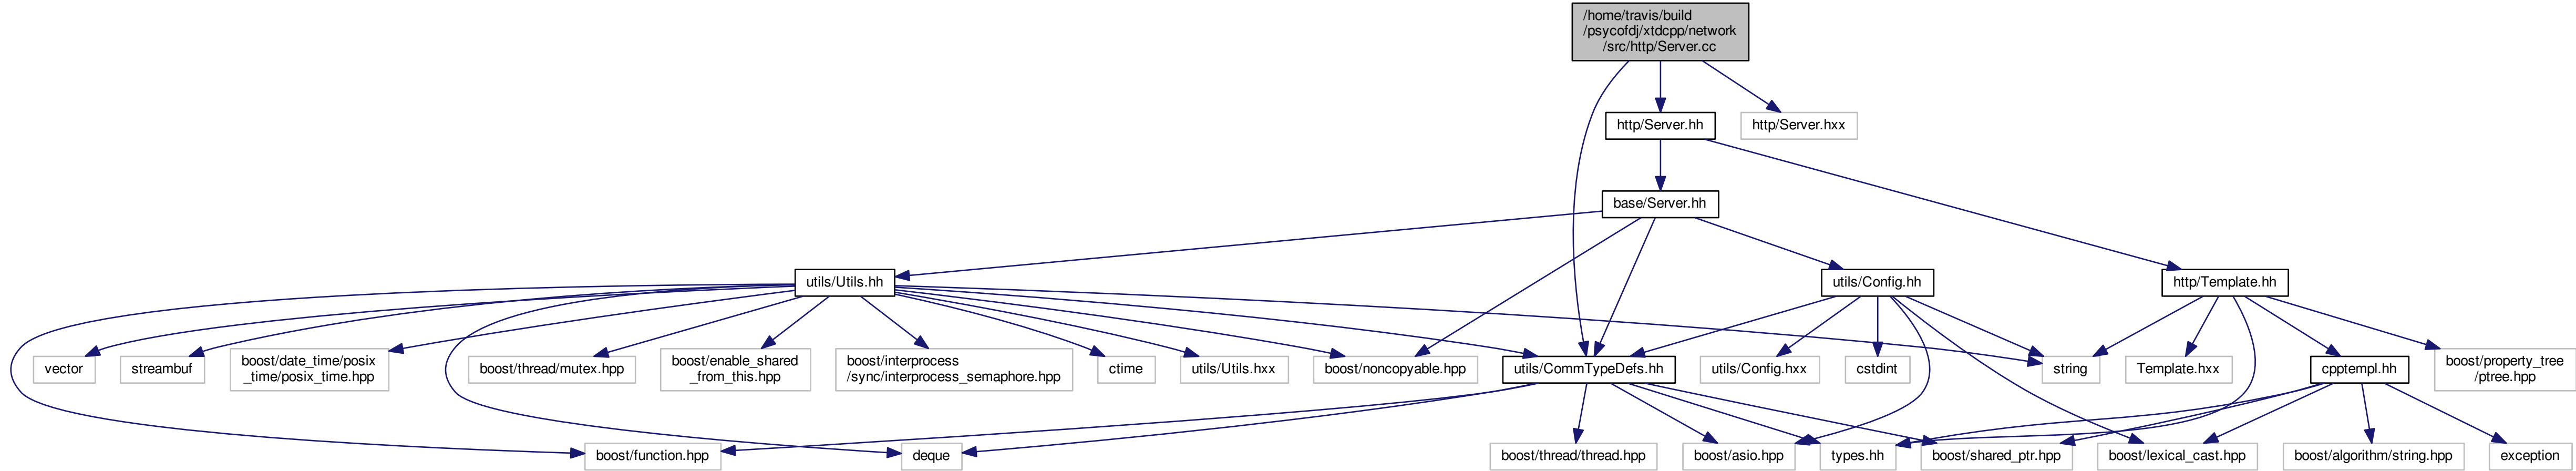 /home/travis/build
/psycofdj/xtdcpp/network
/src/http/Server.cc
http/Server.hh
http/Server.hxx
base/Server.hh
utils/Utils.hh
utils/Config.hh
http/Template.hh
vector
streambuf
boost/date_time/posix
_time/posix_time.hpp
boost/thread/mutex.hpp
boost/enable_shared
_from_this.hpp
boost/interprocess
/sync/interprocess_semaphore.hpp
ctime
utils/Utils.hxx
boost/noncopyable.hpp
utils/CommTypeDefs.hh
utils/Config.hxx
cstdint
string
Template.hxx
cpptempl.hh
boost/property_tree
/ptree.hpp
boost/function.hpp
deque
boost/thread/thread.hpp
boost/asio.hpp
types.hh
boost/shared_ptr.hpp
boost/lexical_cast.hpp
boost/algorithm/string.hpp
exception